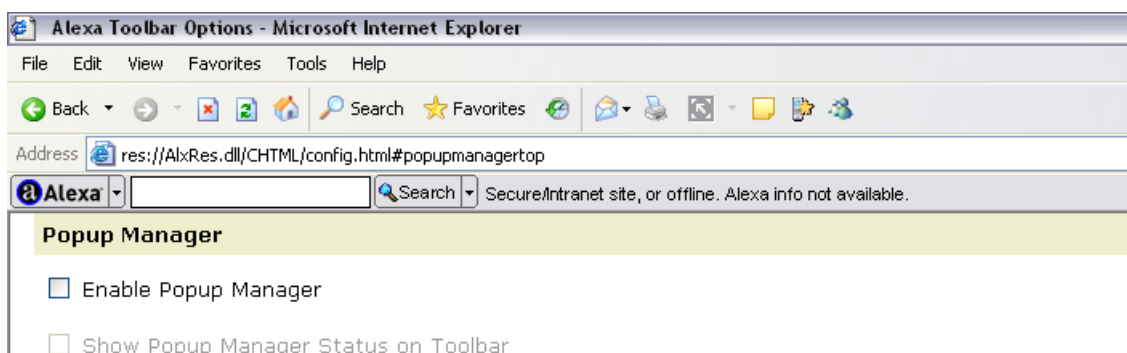 Alexa Toolbar Options - Microsoft Internet Explorer
File Edit View Favorites Tools Help
Back Search Favorites
Address res://AlxRes.dll/CHTML/config.html#popupmanagertop
Alexa Search Secure/Intranet site, or offline. Alexa info not available.
Popup Manager
Enable Popup Manager
Show Popup Manager Status on Toolbar